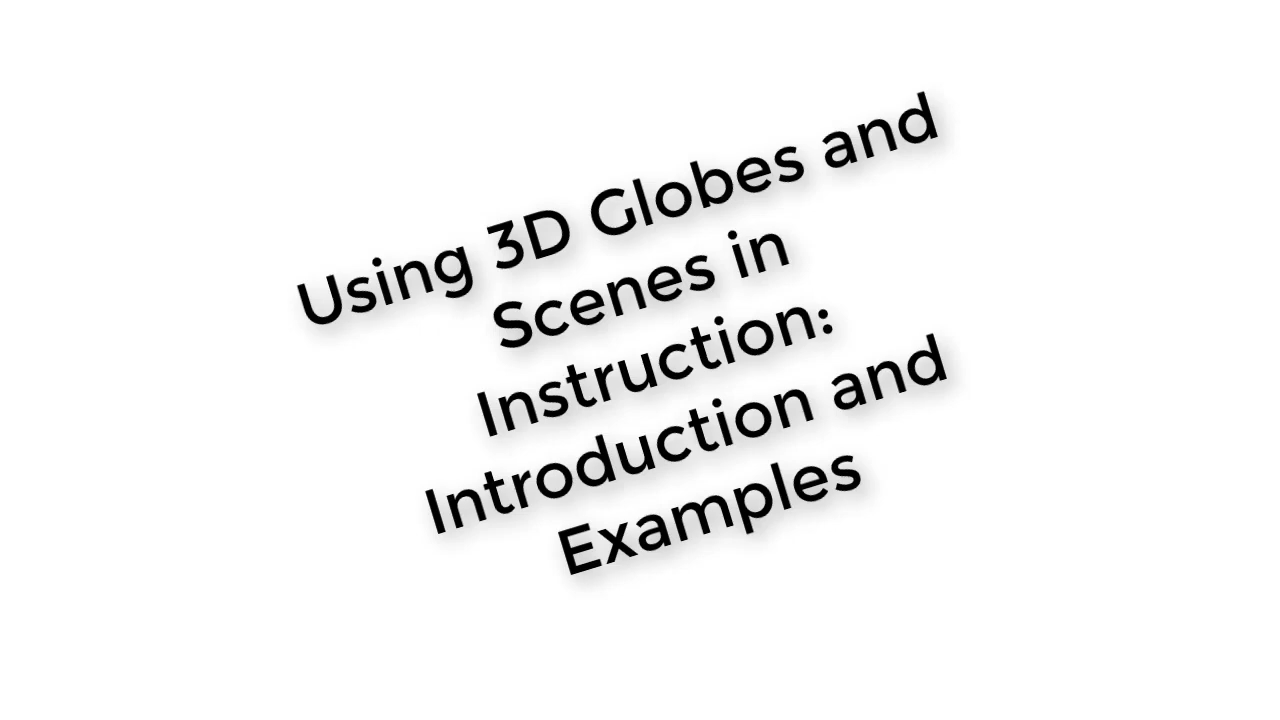 Using 3D Globes and
Scenes in
Instruction:
Introduction and
Examples